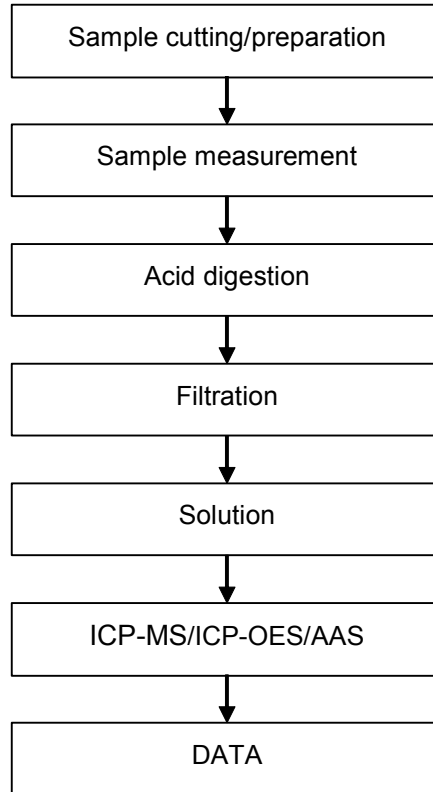 Sample cutting/preparation
Sample measurement
Acid digestion
Filtration
Solution
ICP-MS/ICP-OES/AAS
DATA